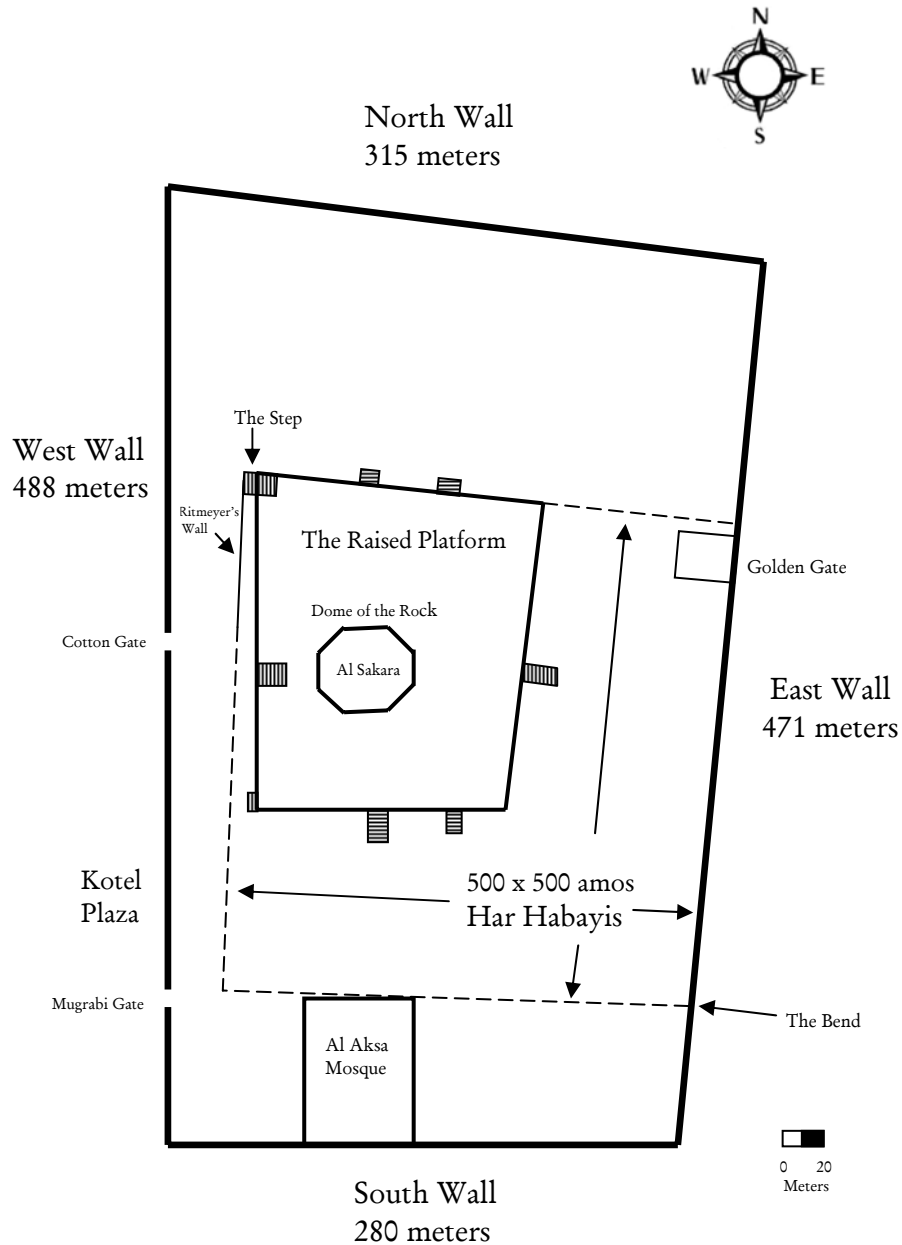 N
W E
S
North Wall
315 meters
The Step
West Wall
488 meters
Ritmeyer's
Wall
The Raised Platform
Golden Gate
Dome of the Rock
Cotton Gate
Al Sakara
East Wall
471 meters
Kotel
Plaza
500 x 500 amos
Har Habayis
Mugrabi Gate
The Bend
Al Aksa
Mosque
0 20
Meters
South Wall
280 meters